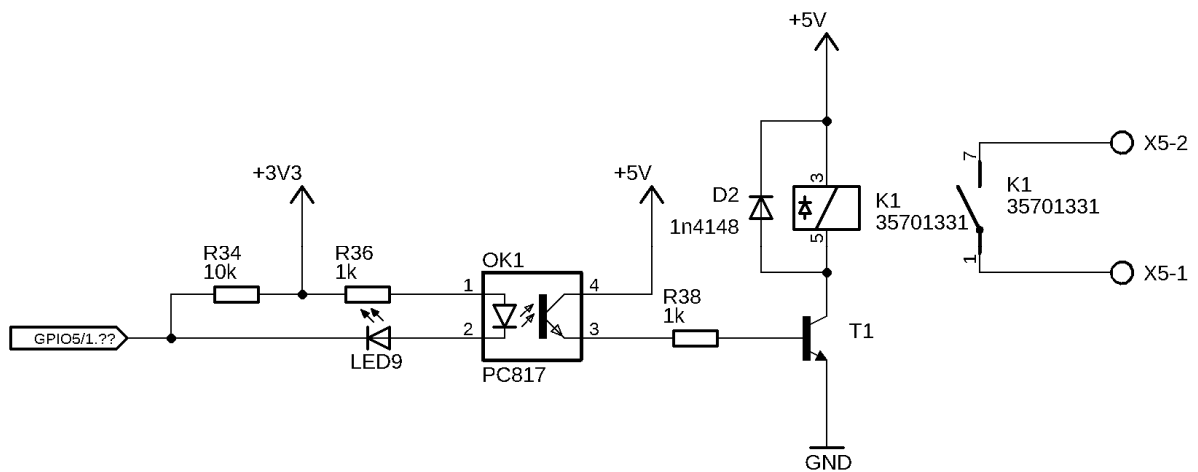 +5V
X5-2
7
+3V3
+5V
3
D2
K1
K1
1n4148
35701331
35701331
5
1
R34
R36
OK1
10k
1k
1
4
X5-1
R38
1k
GPIO5/1.??
2
3
T1
LED9
PC817
GND